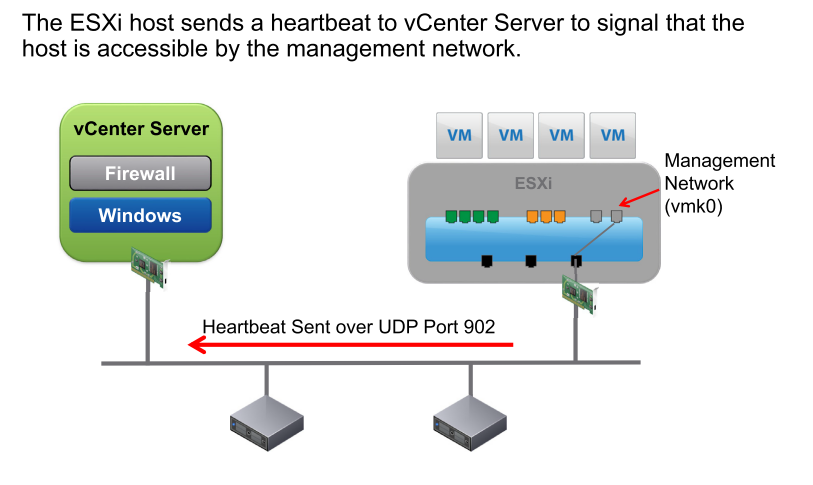 The ESXi host sends a heartbeat to vCenter Server to signal that the
host is accessible by the management network.
vCenter Server
Firewall
Windows
VM VM VM VM
ESXi
Management
Network
(vmk0)
Heartbeat Sent over UDP Port 902